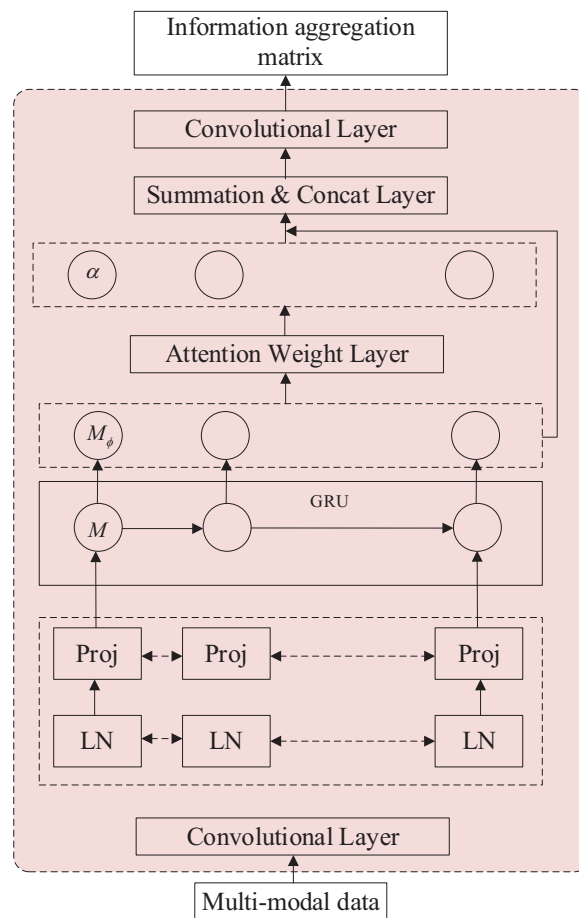 Information aggregation
matrix
Convolutional Layer
Summation & Concat Layer
α
Attention Weight Layer
M_ϕ
GRU
M
Proj Proj Proj
LN LN LN
Convolutional Layer
Multi-modal data